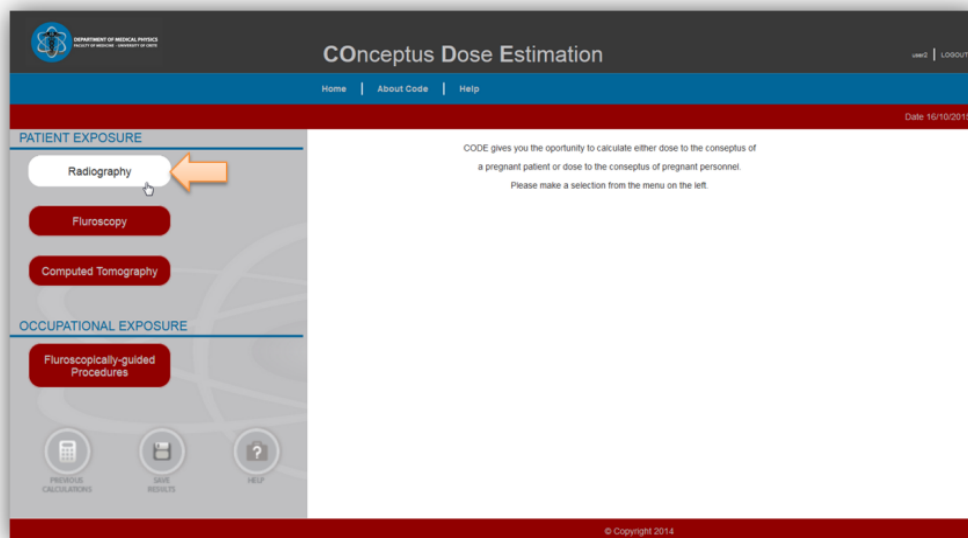 DEPARTMENT OF MEDICAL PHYSICS
FACULTY OF MEDICINE - UNIVERSITY OF CRETE
COnceptus Dose Estimation
user2 | LOGOUT
Home | About Code | Help
Date 16/10/2015
PATIENT EXPOSURE
Radiography
Fluroscopy
Computed Tomography
OCCUPATIONAL EXPOSURE
Fluroscopically-guided
Procedures
PREVIOUS
CALCULATIONS
SAVE
RESULTS
HELP
CODE gives you the oportunity to calculate either dose to the conseptus of
a pregnant patient or dose to the conseptus of pregnant personnel.
Please make a selection from the menu on the left.
© Copyright 2014